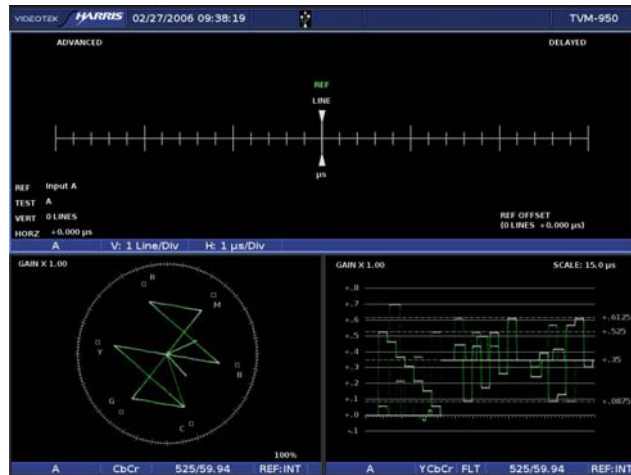 VIDEOTEK HARRIS 02/27/2006 09:38:19 TVM-950
ADVANCED DELAYED
REF
LINE
µs
REF Input A
TEST A
VERT 0 LINES
HORZ +0.000 µs
REF OFFSET
(0 LINES +0.000 µs)
A V: 1 Line/Div H: 1 µs/Div
GAIN X 1.00
R
M
Y
B
G
C
100%
A CbCr 525/59.94 REF:INT
GAIN X 1.00 SCALE: 15.0 µs
+.8
+.7
+.6
+.5
+.4
+.3
+.2
+.1
+.0
-.1
+.6125
+.525
+.35
+.0875
A YCbCr FLT 525/59.94 REF:INT